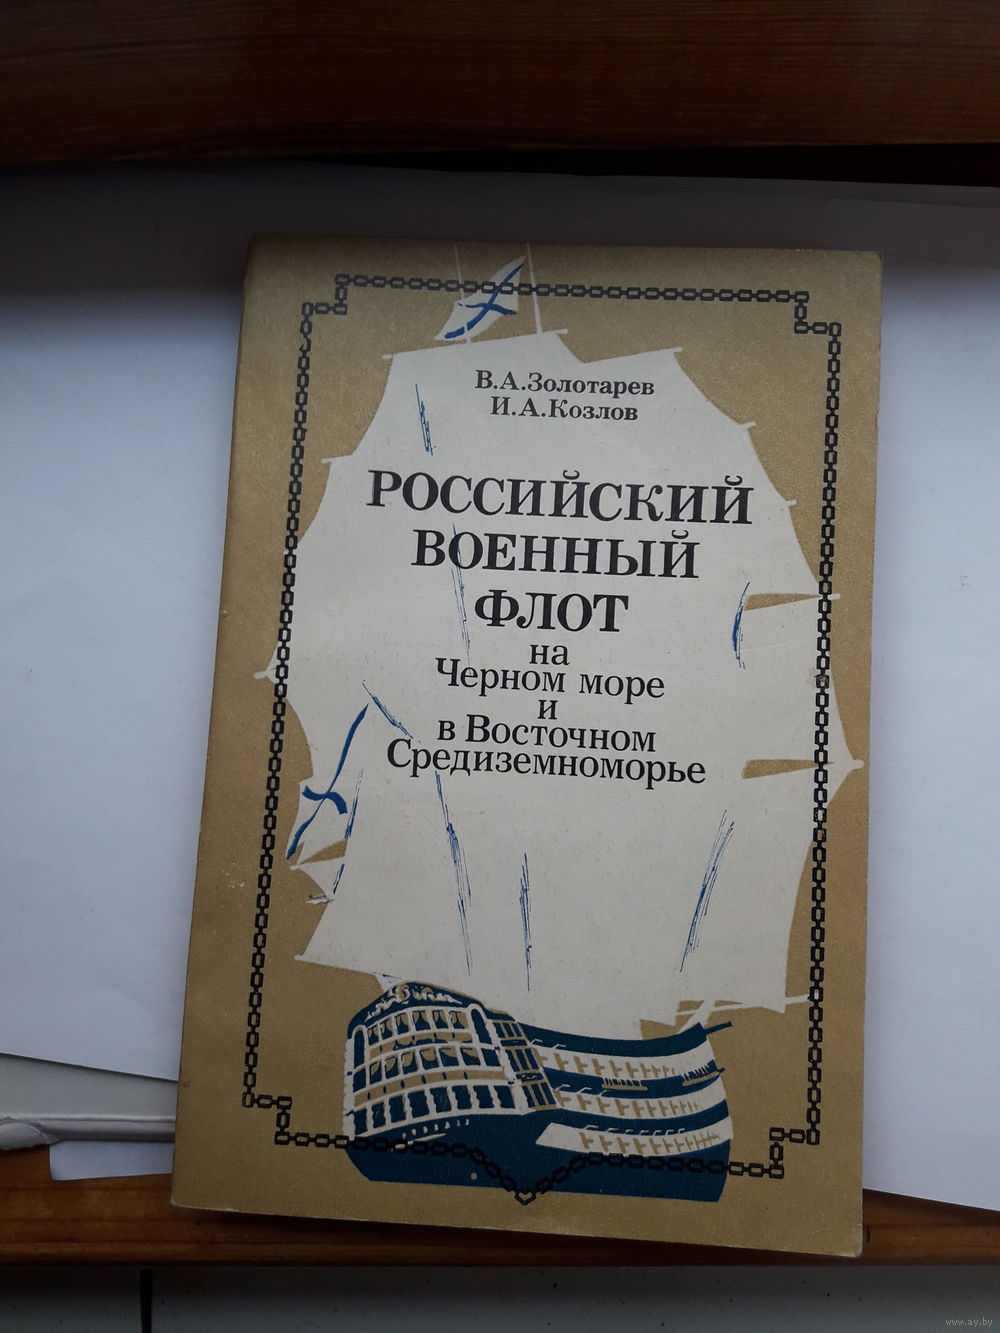 В.А.Золотарев
И.А.Козлов
РОССИЙСКИЙ
ВОЕННЫЙ
ФЛОТ
на
Черном море
и
в Восточном
Средиземноморье
www.ay.by